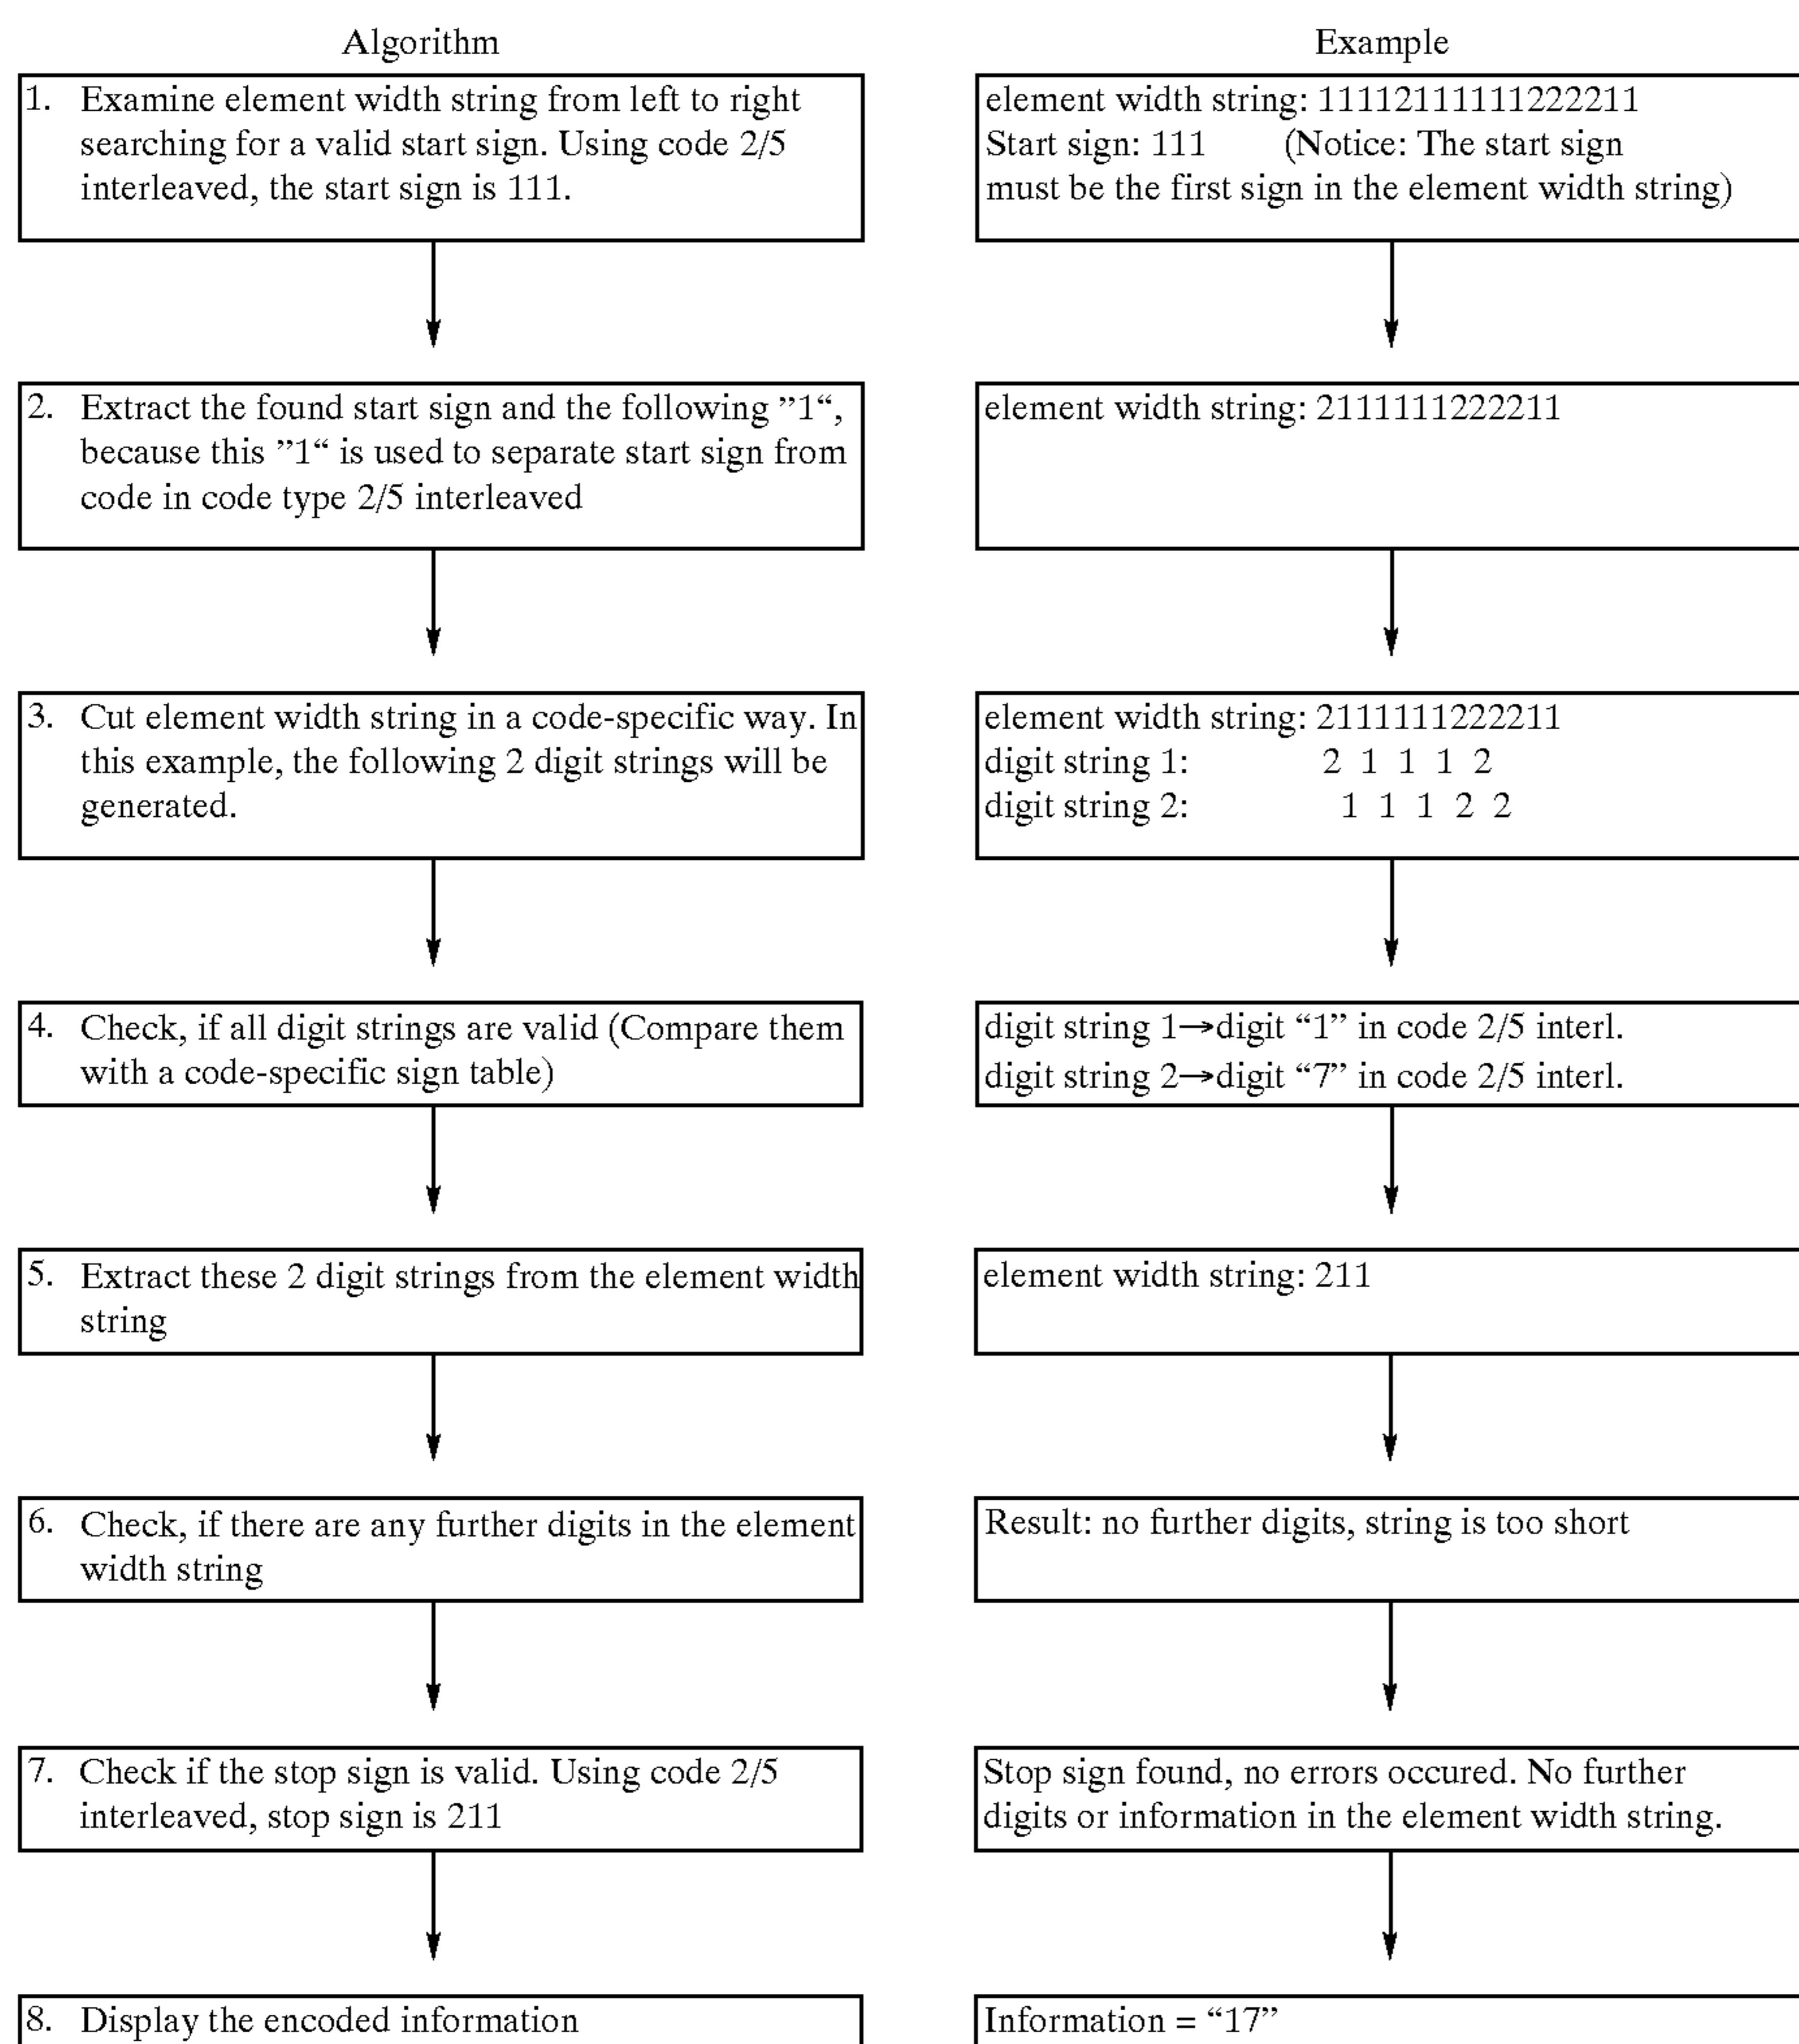 Algorithm
1. Examine element width string from left to right
searching for a valid start sign. Using code 2/5
interleaved, the start sign is 111.
2. Extract the found start sign and the following ”1“,
because this ”1“ is used to separate start sign from
code in code type 2/5 interleaved
3. Cut element width string in a code-specific way. In
this example, the following 2 digit strings will be
generated.
4. Check, if all digit strings are valid (Compare them
with a code-specific sign table)
5. Extract these 2 digit strings from the element width
string
6. Check, if there are any further digits in the element
width string
7. Check if the stop sign is valid. Using code 2/5
interleaved, stop sign is 211
8. Display the encoded information
Example
element width string: 11112111111222211
Start sign: 111 (Notice: The start sign
must be the first sign in the element width string)
element width string: 2111111222211
element width string: 2111111222211
digit string 1: 2 1 1 1 2
digit string 2: 1 1 1 2 2
digit string 1→digit “1” in code 2/5 interl.
digit string 2→digit “7” in code 2/5 interl.
element width string: 211
Result: no further digits, string is too short
Stop sign found, no errors occured. No further
digits or information in the element width string.
Information = “17”